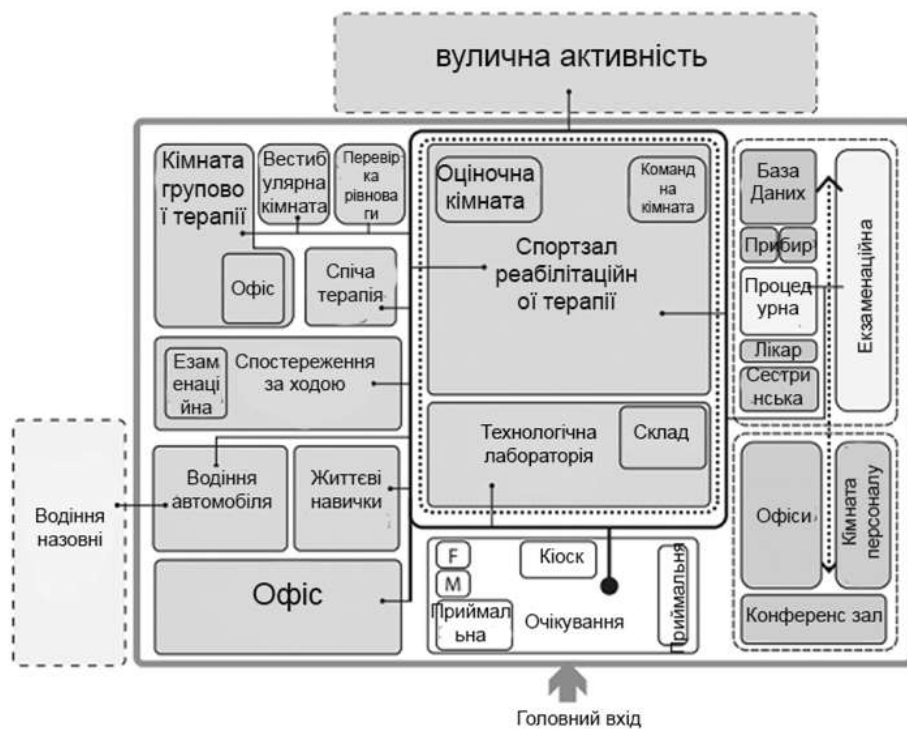 вулична активність
Кімната
групово
ї терапії
Вестиб
улярна
кімната
Перевір-
ка
рівнова
ги
Офіс
Спіча
терапія
Езам
енаці
йна
Спостереження
за ходою
Водіння
автомобіля
Життєві
навички
Водіння
назовні
Офіс
Оціночна
кімната
Команд
на
кімната
Спортзал
реабілітаційн
ої терапії
Технологічна
лабораторія
Склад
F
M
Приймал
ьна
Кіоск
Очікування
Приймальня
База
Даних
Прибир
Процед
урна
Лікар
Сестри
нська
Екзаменаційна
Офіси
Кімната
персоналу
Конференс зал
Головний вхід